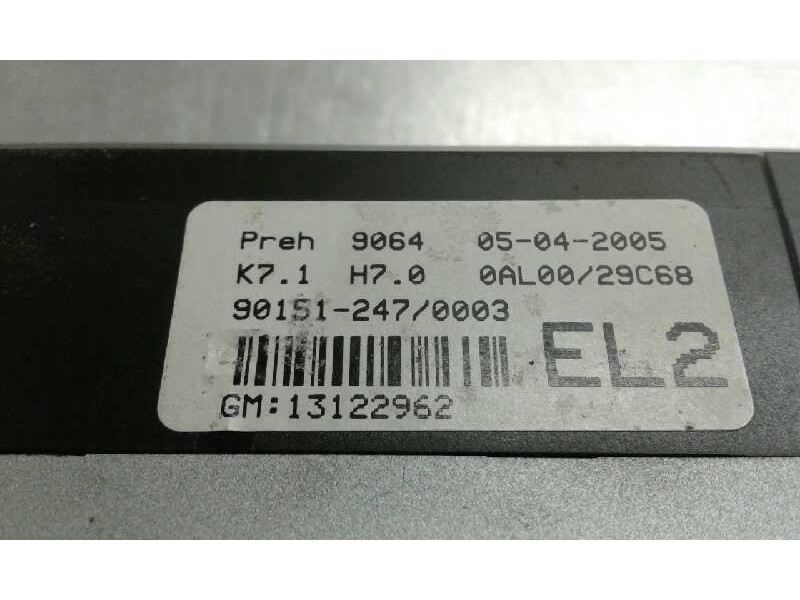 Preh 9064 05-04-2005
K7.1 H7.0 0AL00/29C68
90151-247/0003
EL2
GM:13122962